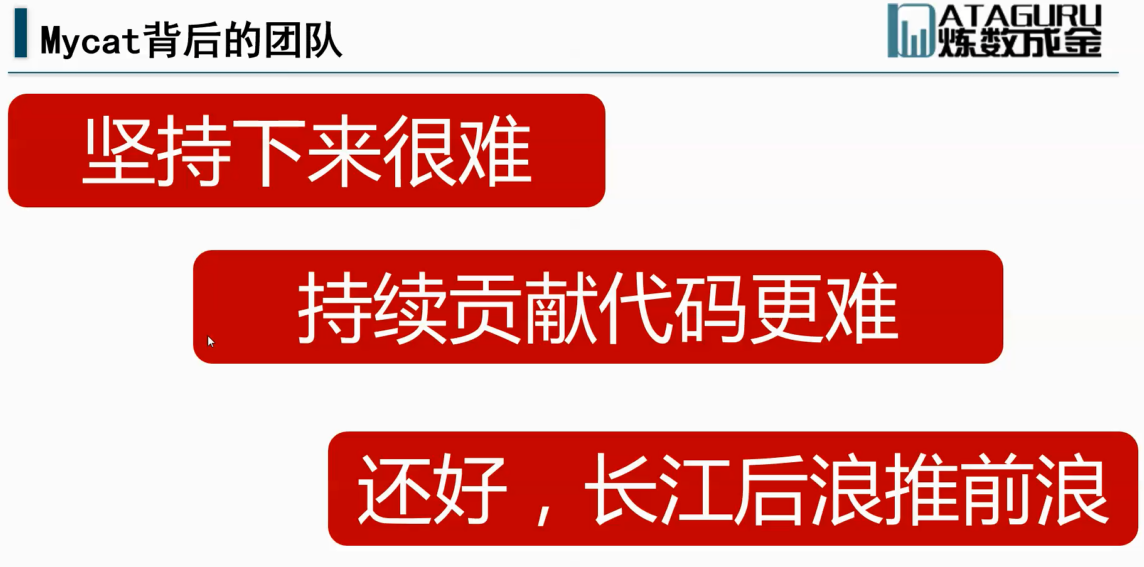 Mycat背后的团队
DATAGURU
炼数成金
坚持下来很难
持续贡献代码更难
还好，长江后浪推前浪